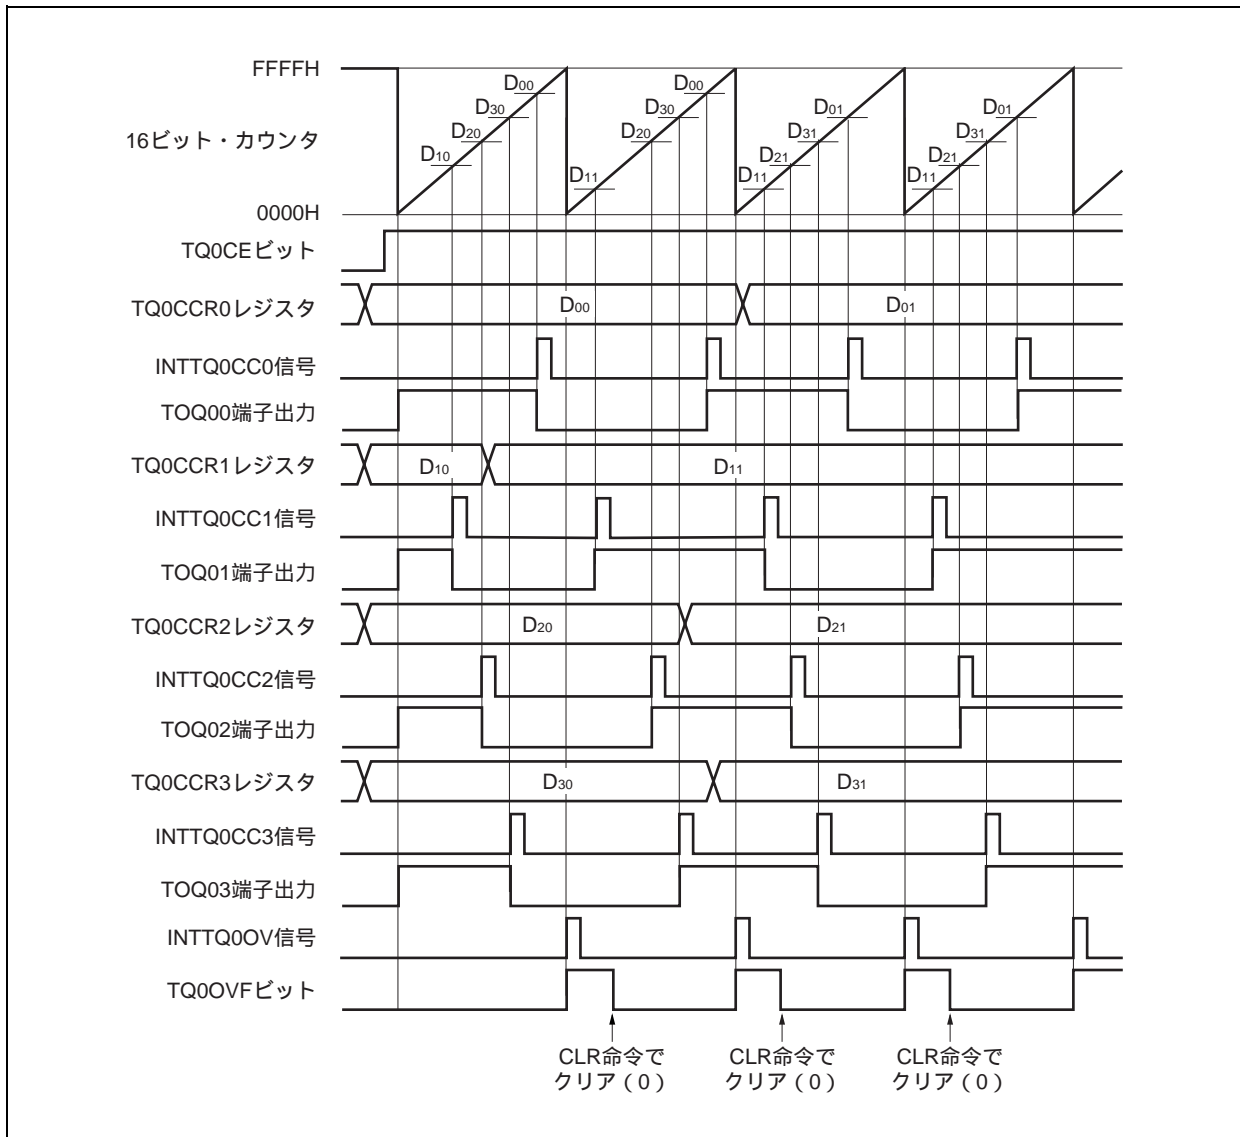 FFFFH
D00 D00
D30 D30 D01 D01
16ビット・カウンタ
D20 D20 D31 D31
D10 D21 D21
D11 D11 D11
0000H
TQ0CEビット
TQ0CCR0レジスタ D00 D01
INTTQ0CC0信号
TOQ00端子出力
TQ0CCR1レジスタ D10 D11
INTTQ0CC1信号
TOQ01端子出力
TQ0CCR2レジスタ D20 D21
INTTQ0CC2信号
TOQ02端子出力
TQ0CCR3レジスタ D30 D31
INTTQ0CC3信号
TOQ03端子出力
INTTQ0OV信号
TQ0OVFビット
CLR命令で CLR命令で CLR命令で
クリア(0) クリア(0) クリア(0)